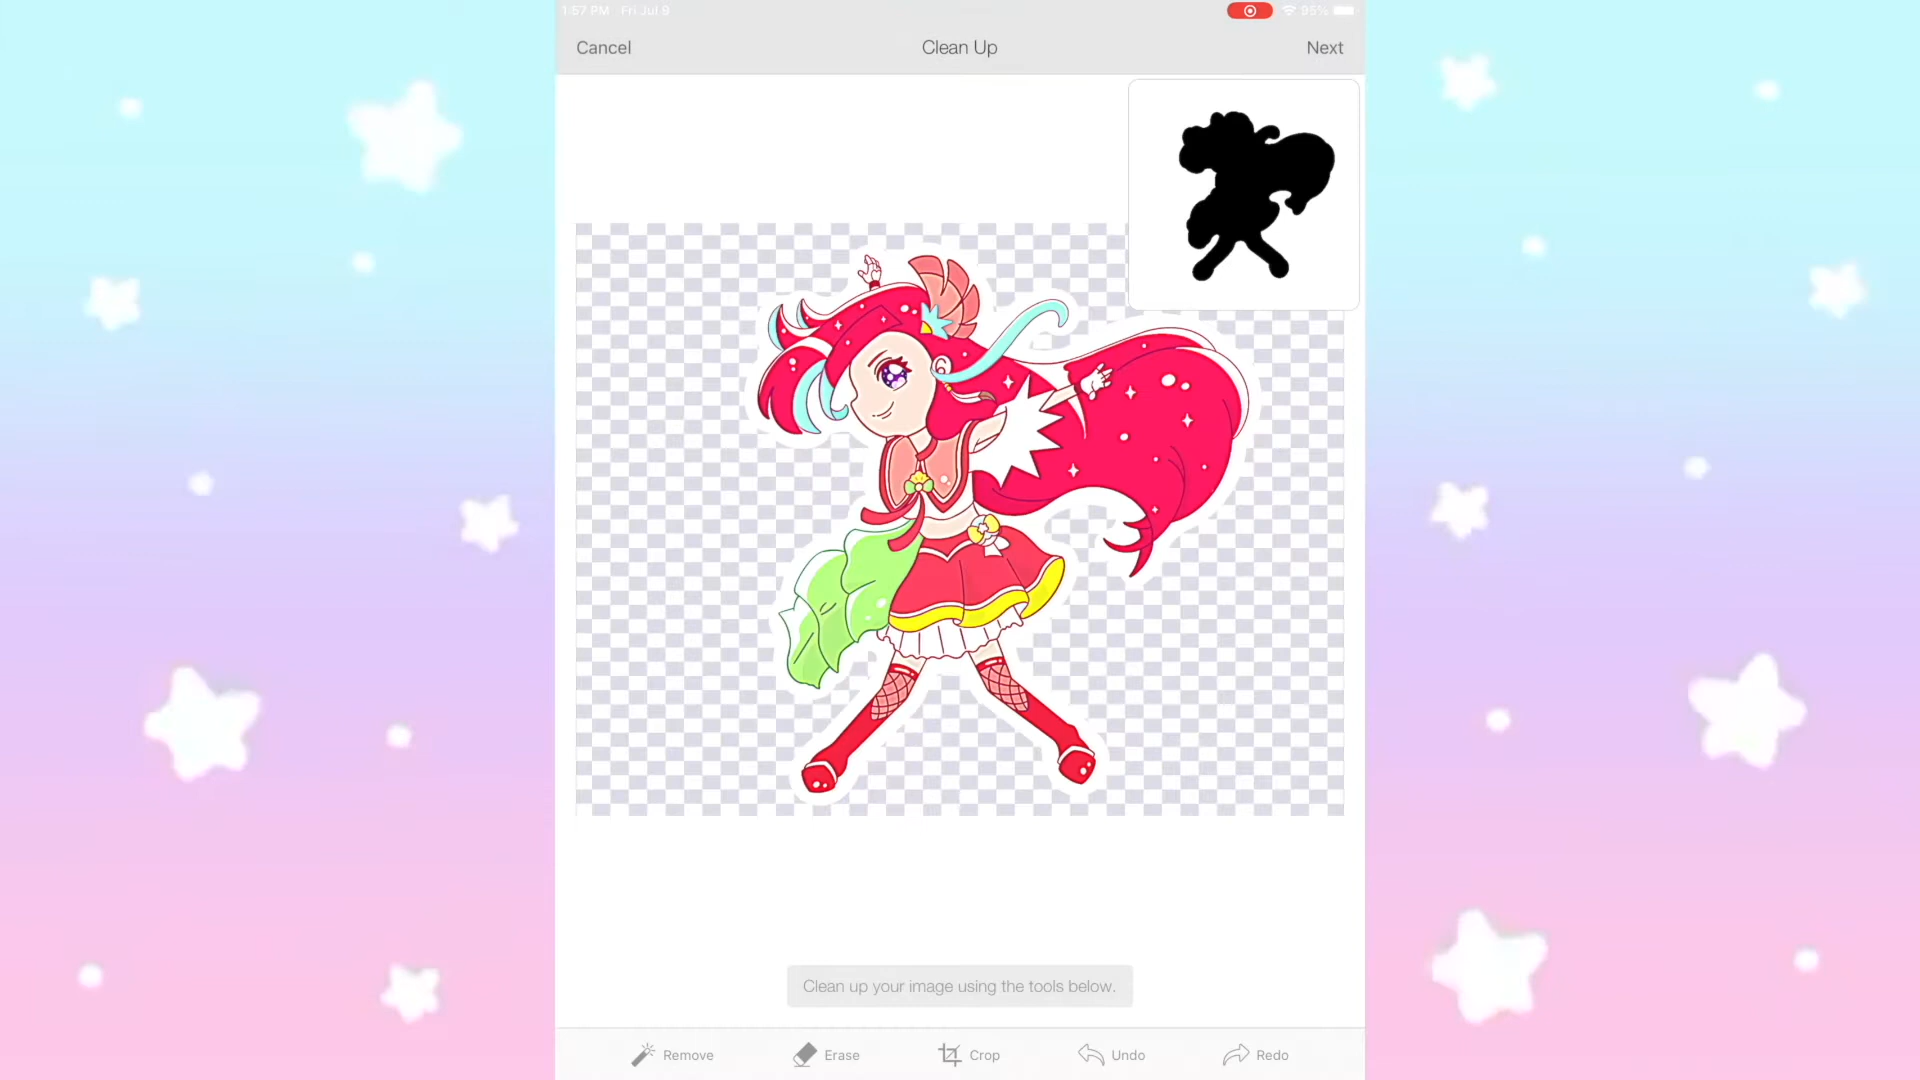 1:57 PM Fri Jul 9
95%
Cancel
Clean Up
Next
Clean up your image using the tools below.
Remove
Erase
Crop
Undo
Redo